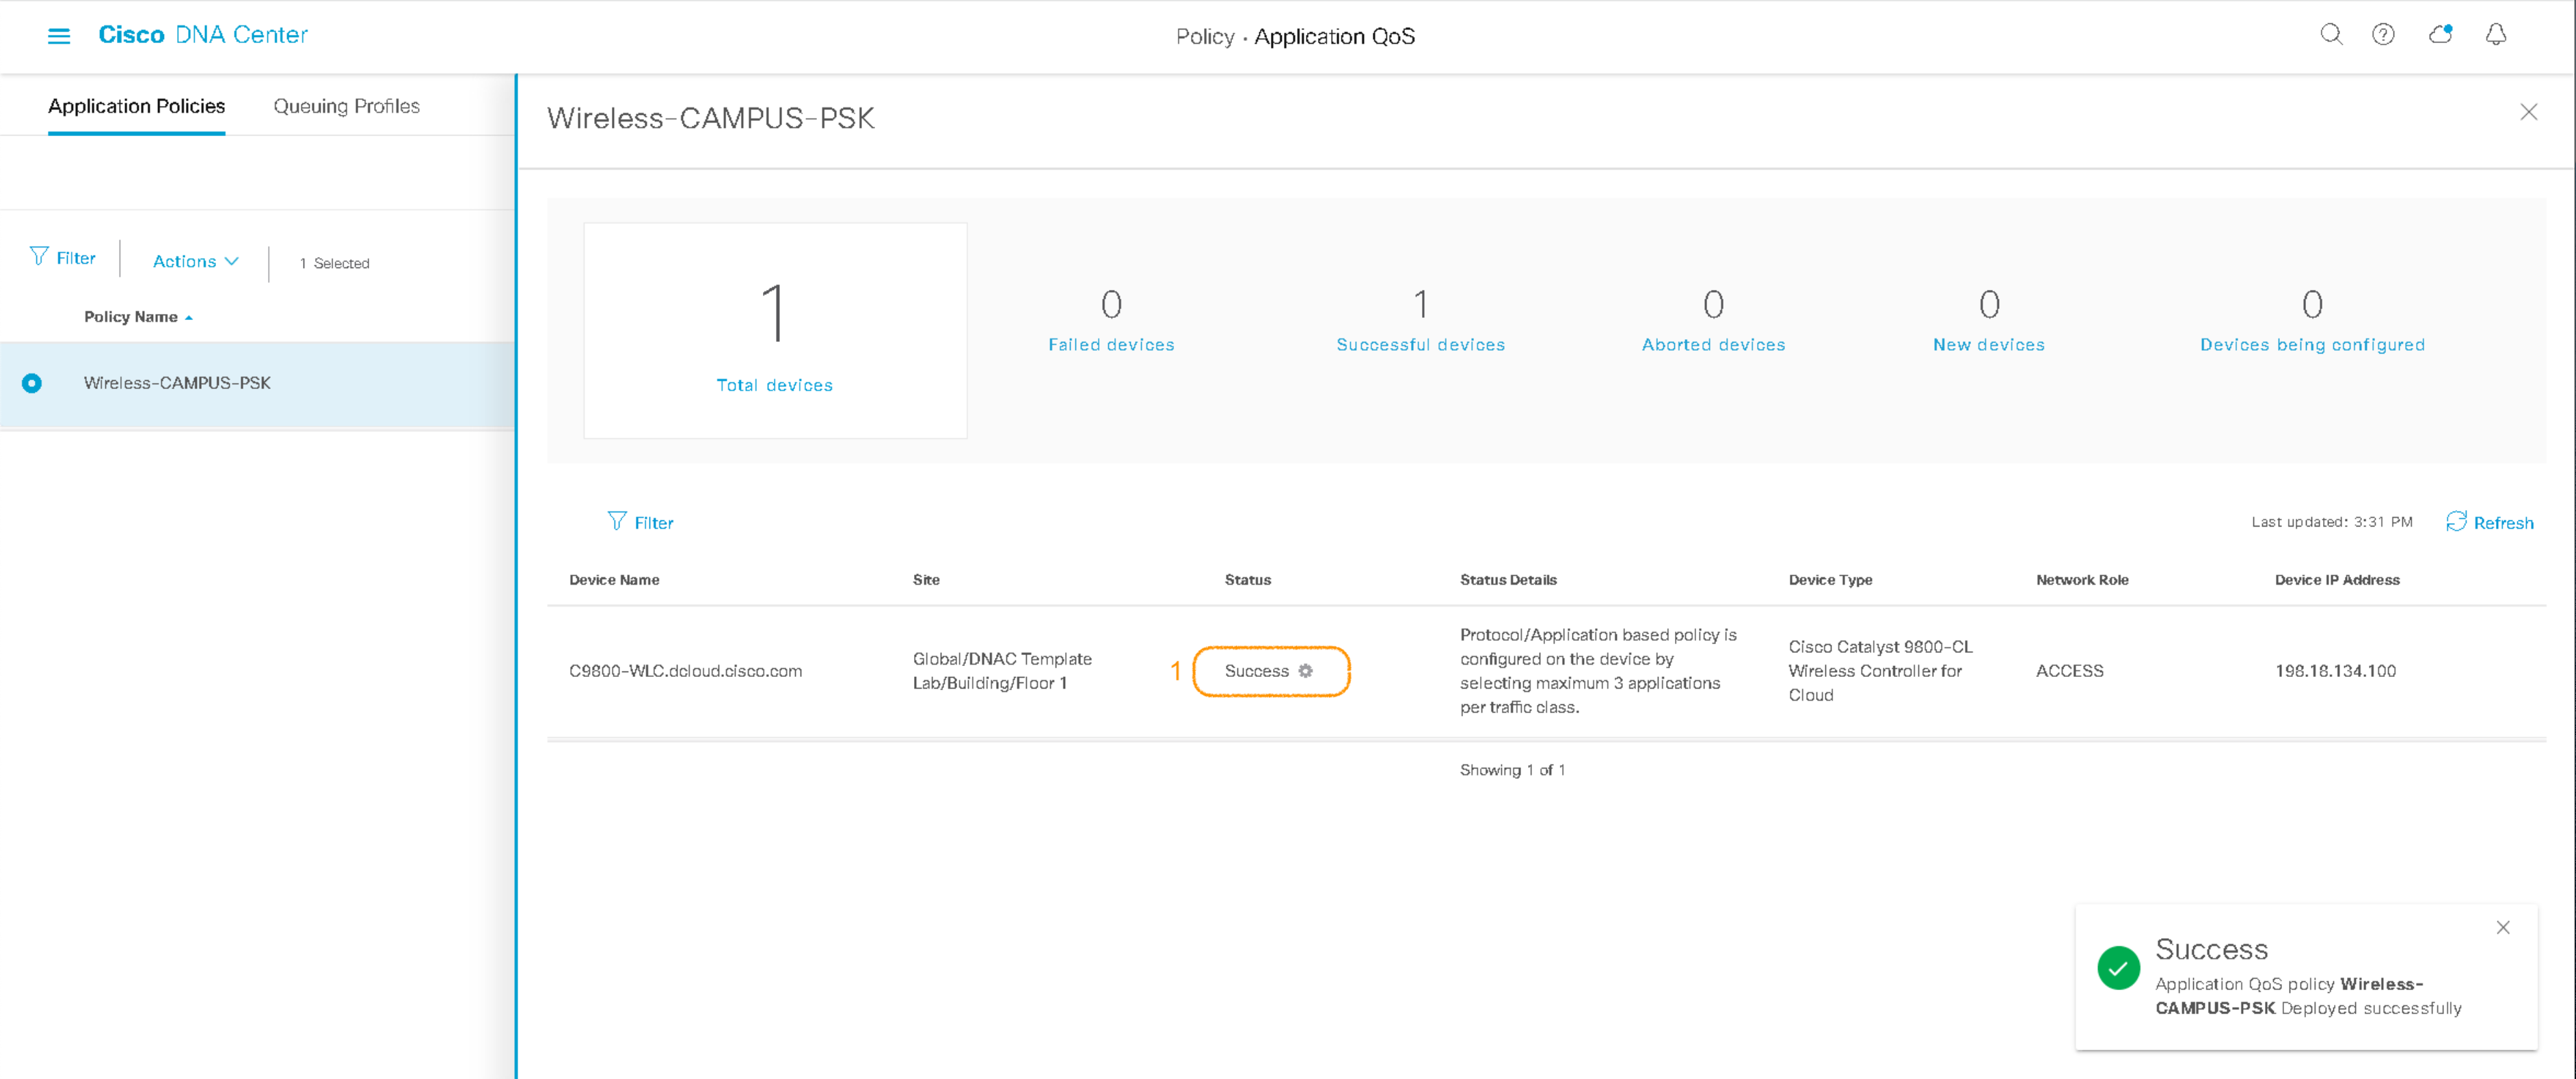 Cisco DNA Center
Policy · Application QoS
Application Policies
Queuing Profiles
Filter
Actions
1 Selected
Policy Name
Wireless-CAMPUS-PSK
Wireless-CAMPUS-PSK
1
Total devices
0
Failed devices
1
Successful devices
0
Aborted devices
0
New devices
0
Devices being configured
Filter
Last updated: 3:31 PM
Refresh
Device Name
Site
Status
Status Details
Device Type
Network Role
Device IP Address
C9800-WLC.dcloud.cisco.com
Global/DNAC Template
Lab/Building/Floor 1
1
Success
Protocol/Application based policy is
configured on the device by
selecting maximum 3 applications
per traffic class.
Cisco Catalyst 9800-CL
Wireless Controller for
Cloud
ACCESS
198.18.134.100
Showing 1 of 1
Success
Application QoS policy Wireless-
CAMPUS-PSK Deployed successfully